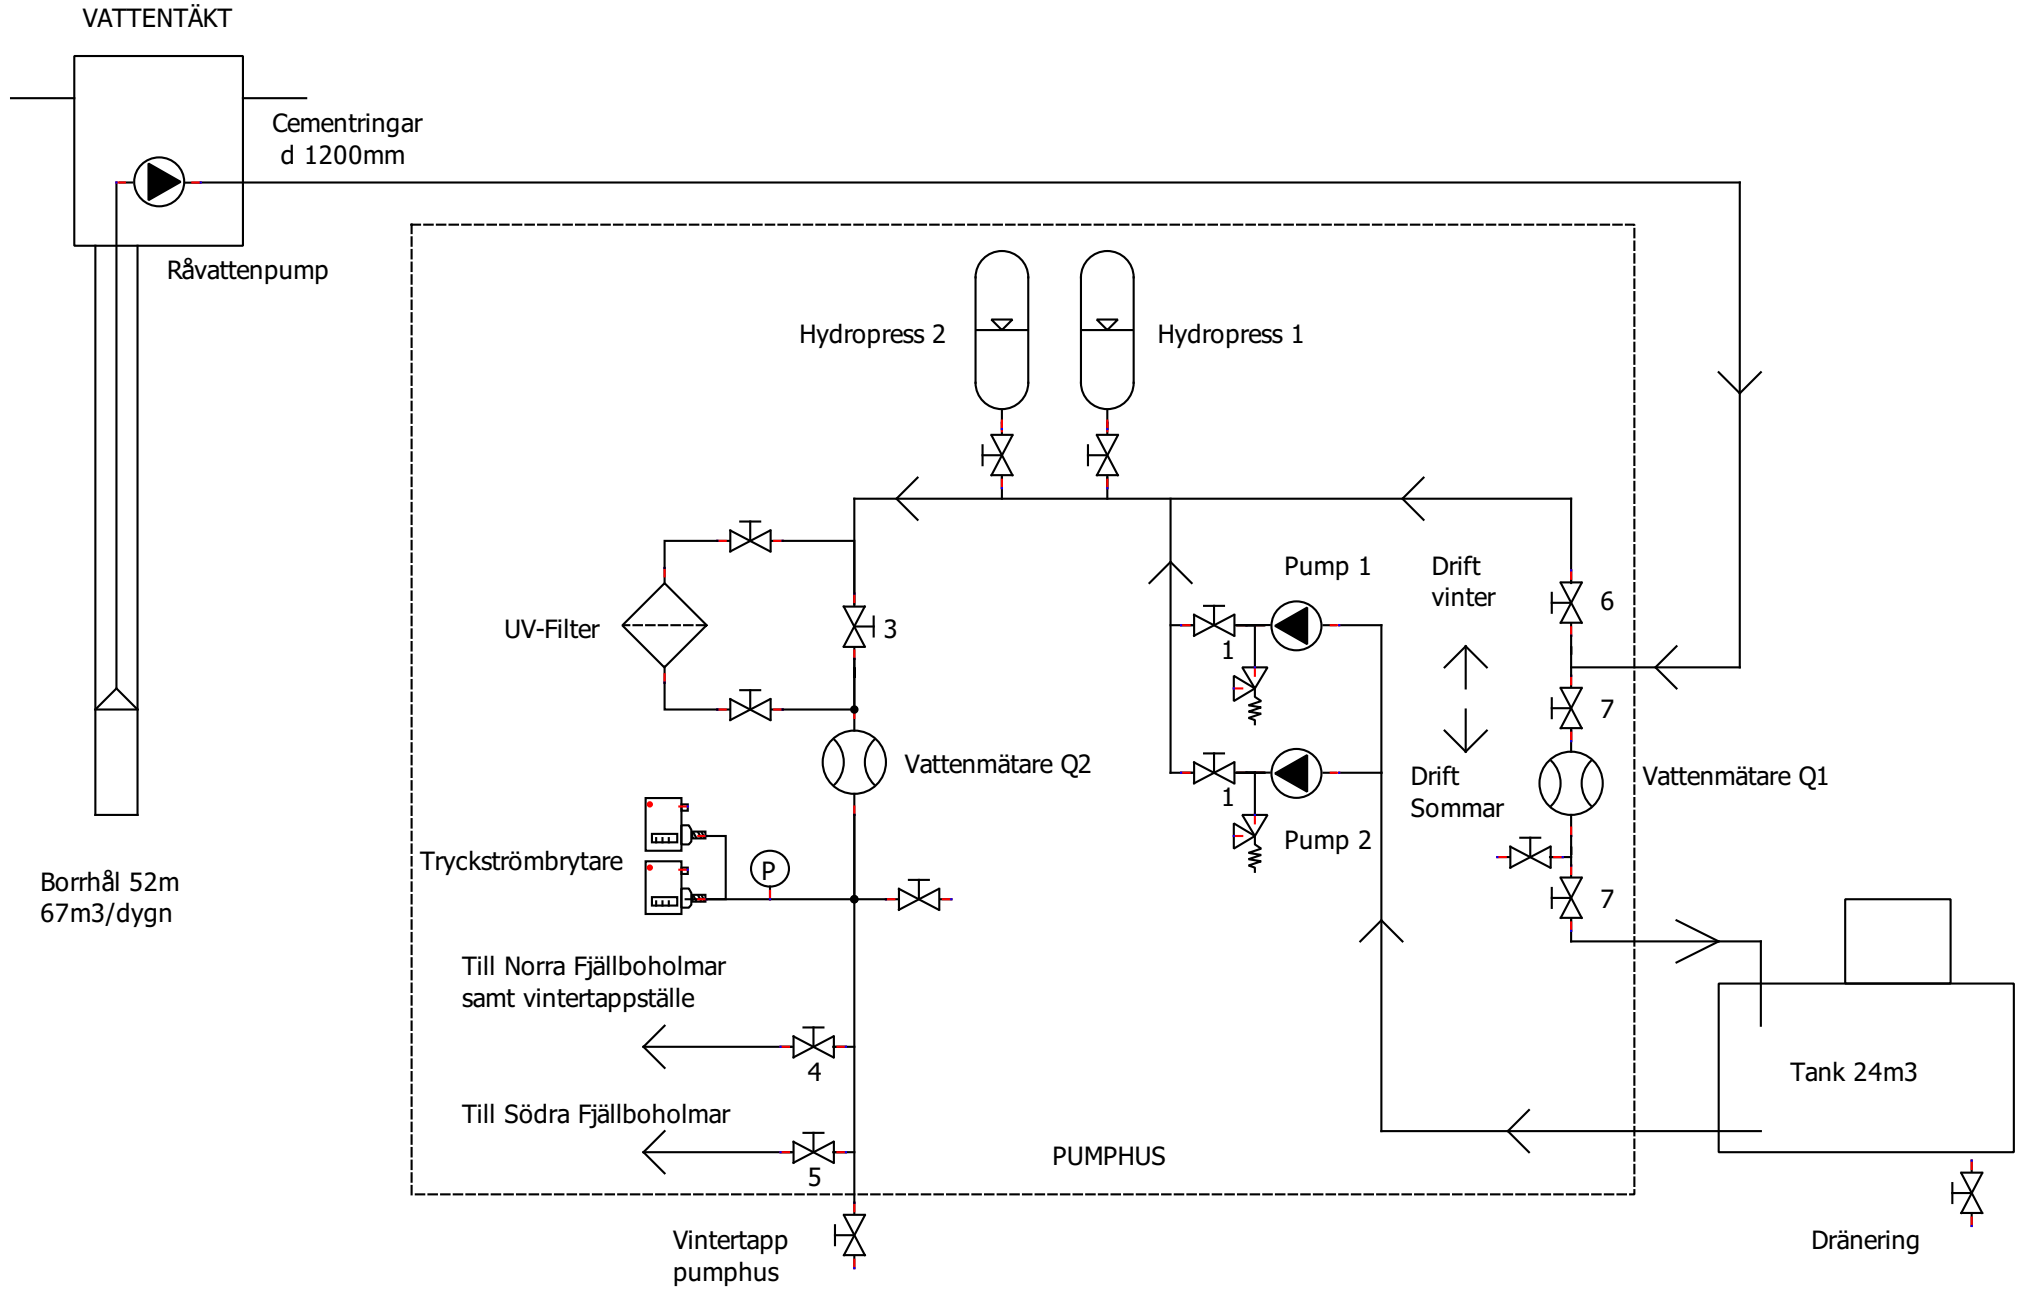 VATTENTÄKT
Cementringar
d 1200mm
Råvattenpump
Hydropress 2
Hydropress 1
Pump 1
Drift
vinter
6
UV-Filter
3
1
7
Vattenmätare Q2
Drift
Sommar
Vattenmätare Q1
1
Pump 2
Tryckströmbrytare
P
Borrhål 52m
67m3/dygn
7
Till Norra Fjällboholmar
samt vintertappställe
4
Tank 24m3
Till Södra Fjällboholmar
5
PUMPHUS
Vintertapp
pumphus
Dränering